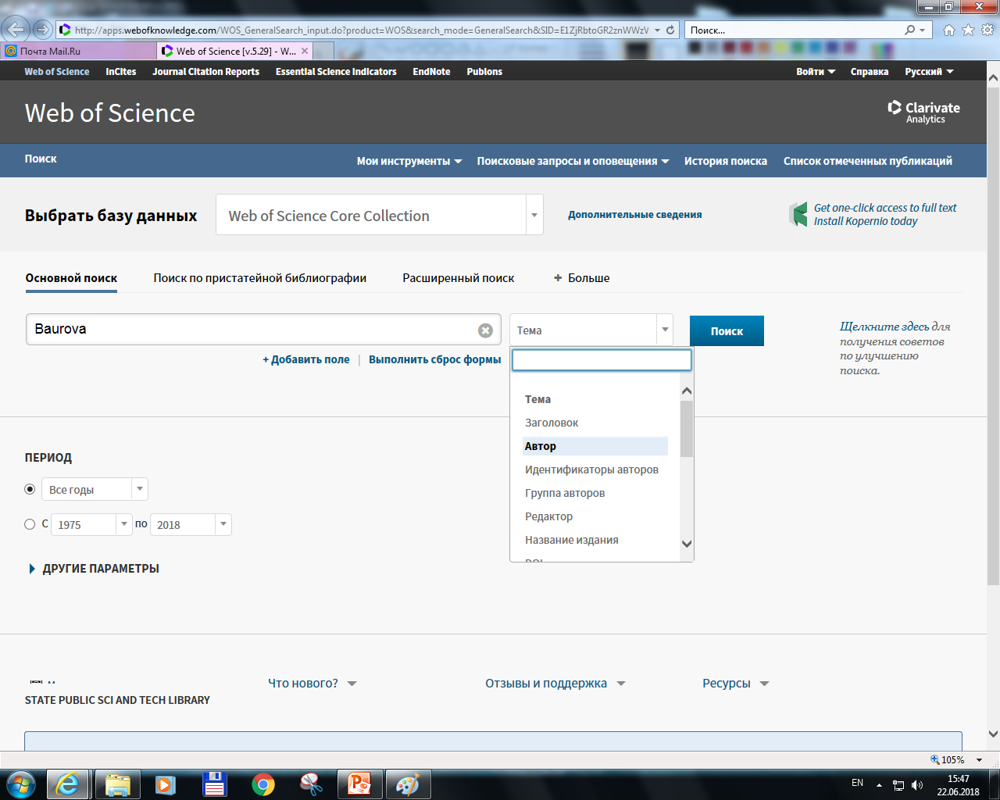 http://apps.webofknowledge.com/WOS_GeneralSearch_input.do?product=WOS&search_mode=GeneralSearch&SID=E1ZjRbtoGR2znWWzV
Поиск...
Почта Mail.Ru
Web of Science [v.5.29] - W...
Web of Science InCites Journal Citation Reports Essential Science Indicators EndNote Publons Войти Справка Русский
Web of Science
Clarivate
Analytics
Поиск Мои инструменты Поисковые запросы и оповещения История поиска Список отмеченных публикаций
Выбрать базу данных Web of Science Core Collection Дополнительные сведения
Get one-click access to full text
Install Kopernio today
Основной поиск Поиск по пристатейной библиографии Расширенный поиск + Больше
Baurova Тема Поиск
+ Добавить поле | Выполнить сброс формы
Щелкните здесь для
получения советов
по улучшению
поиска.
Тема
Заголовок
Автор
Идентификаторы авторов
Группа авторов
Редактор
Название издания
DOI
ПЕРИОД
Все годы
С 1975 по 2018
ДРУГИЕ ПАРАМЕТРЫ
Что нового? Отзывы и поддержка Ресурсы
STATE PUBLIC SCI AND TECH LIBRARY
105%
EN 15:47
22.06.2018